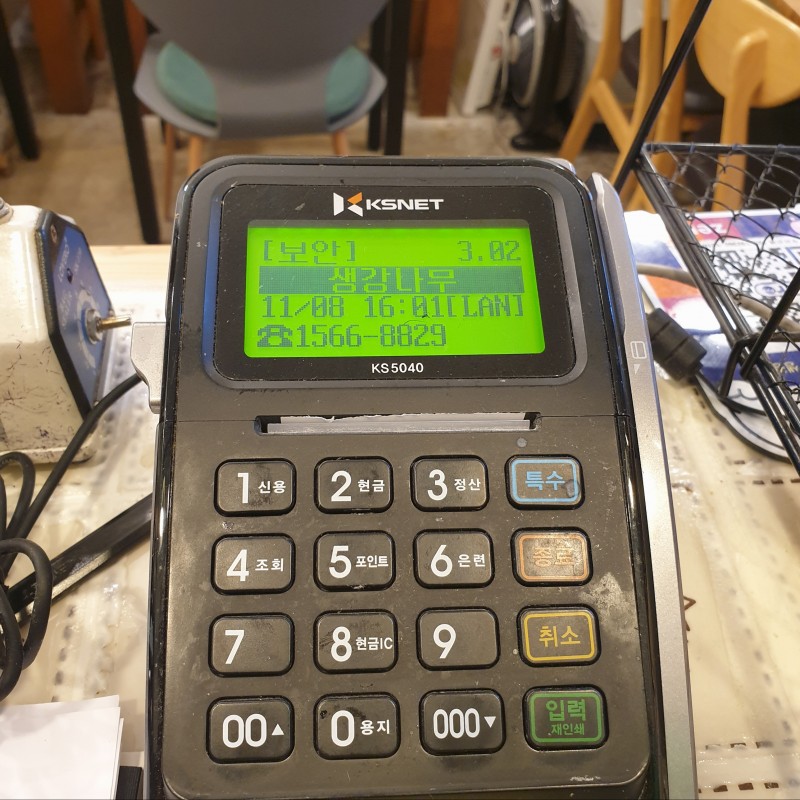 KSNET
[보안] 3.02
생강나무
11/08 16:01[LAN]
☎1566-8829
KS5040
1 신용 2 현금 3 정산 특수
4 조회 5 포인트 6 은련 종료
7 8 현금IC 9 취소
00▲ 0 용지 000▼ 입력
재인쇄